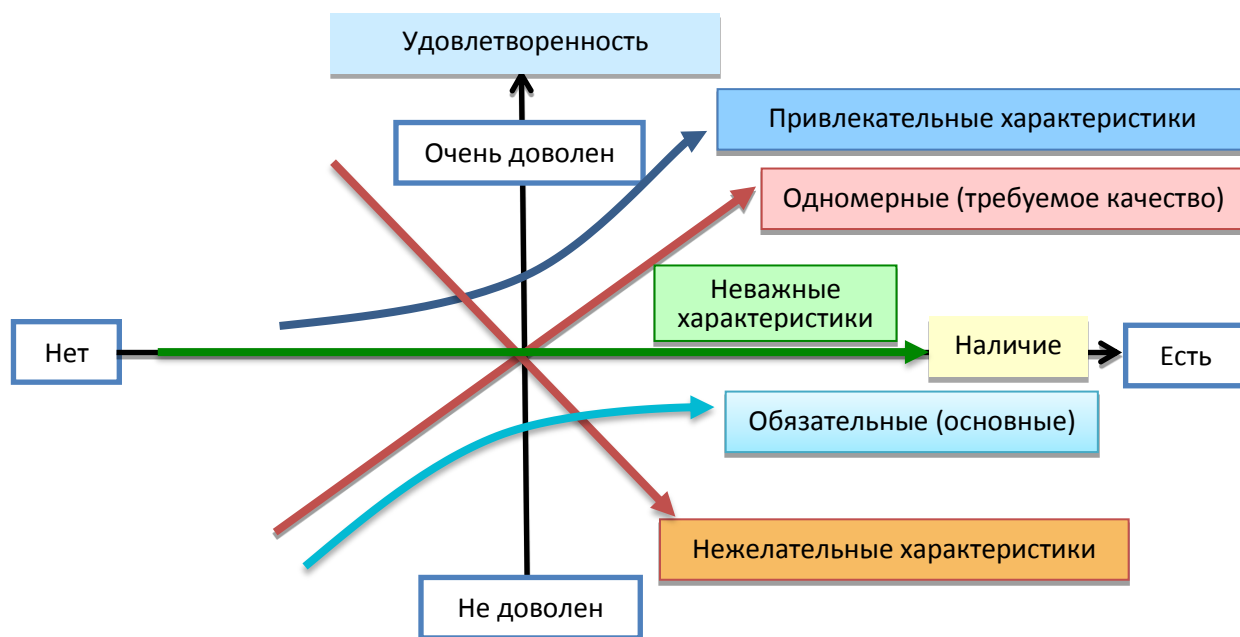 Удовлетворенность
Привлекательные характеристики
Очень доволен
Одномерные (требуемое качество)
Неважные
характеристики
Нет
Наличие
Есть
Обязательные (основные)
Нежелательные характеристики
Не доволен